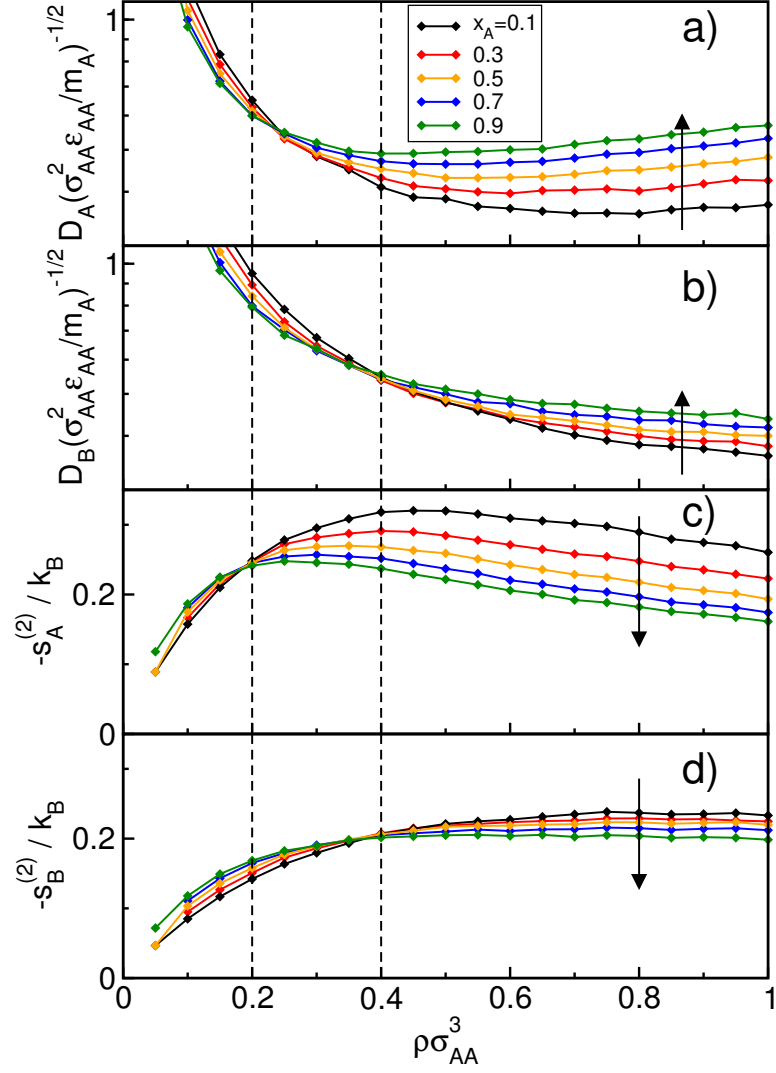 1
D_A(σ²_AA ε_AA/m_A)^-1/2
x_A=0.1
0.3
0.5
0.7
0.9
a)
1
D_B(σ²_AA ε_AA/m_A)^-1/2
b)
0.2
0
-s_A^(2) / k_B
c)
0.2
0
-s_B^(2) / k_B
d)
0 0.2 0.4 0.6 0.8 1
ρσ³_AA